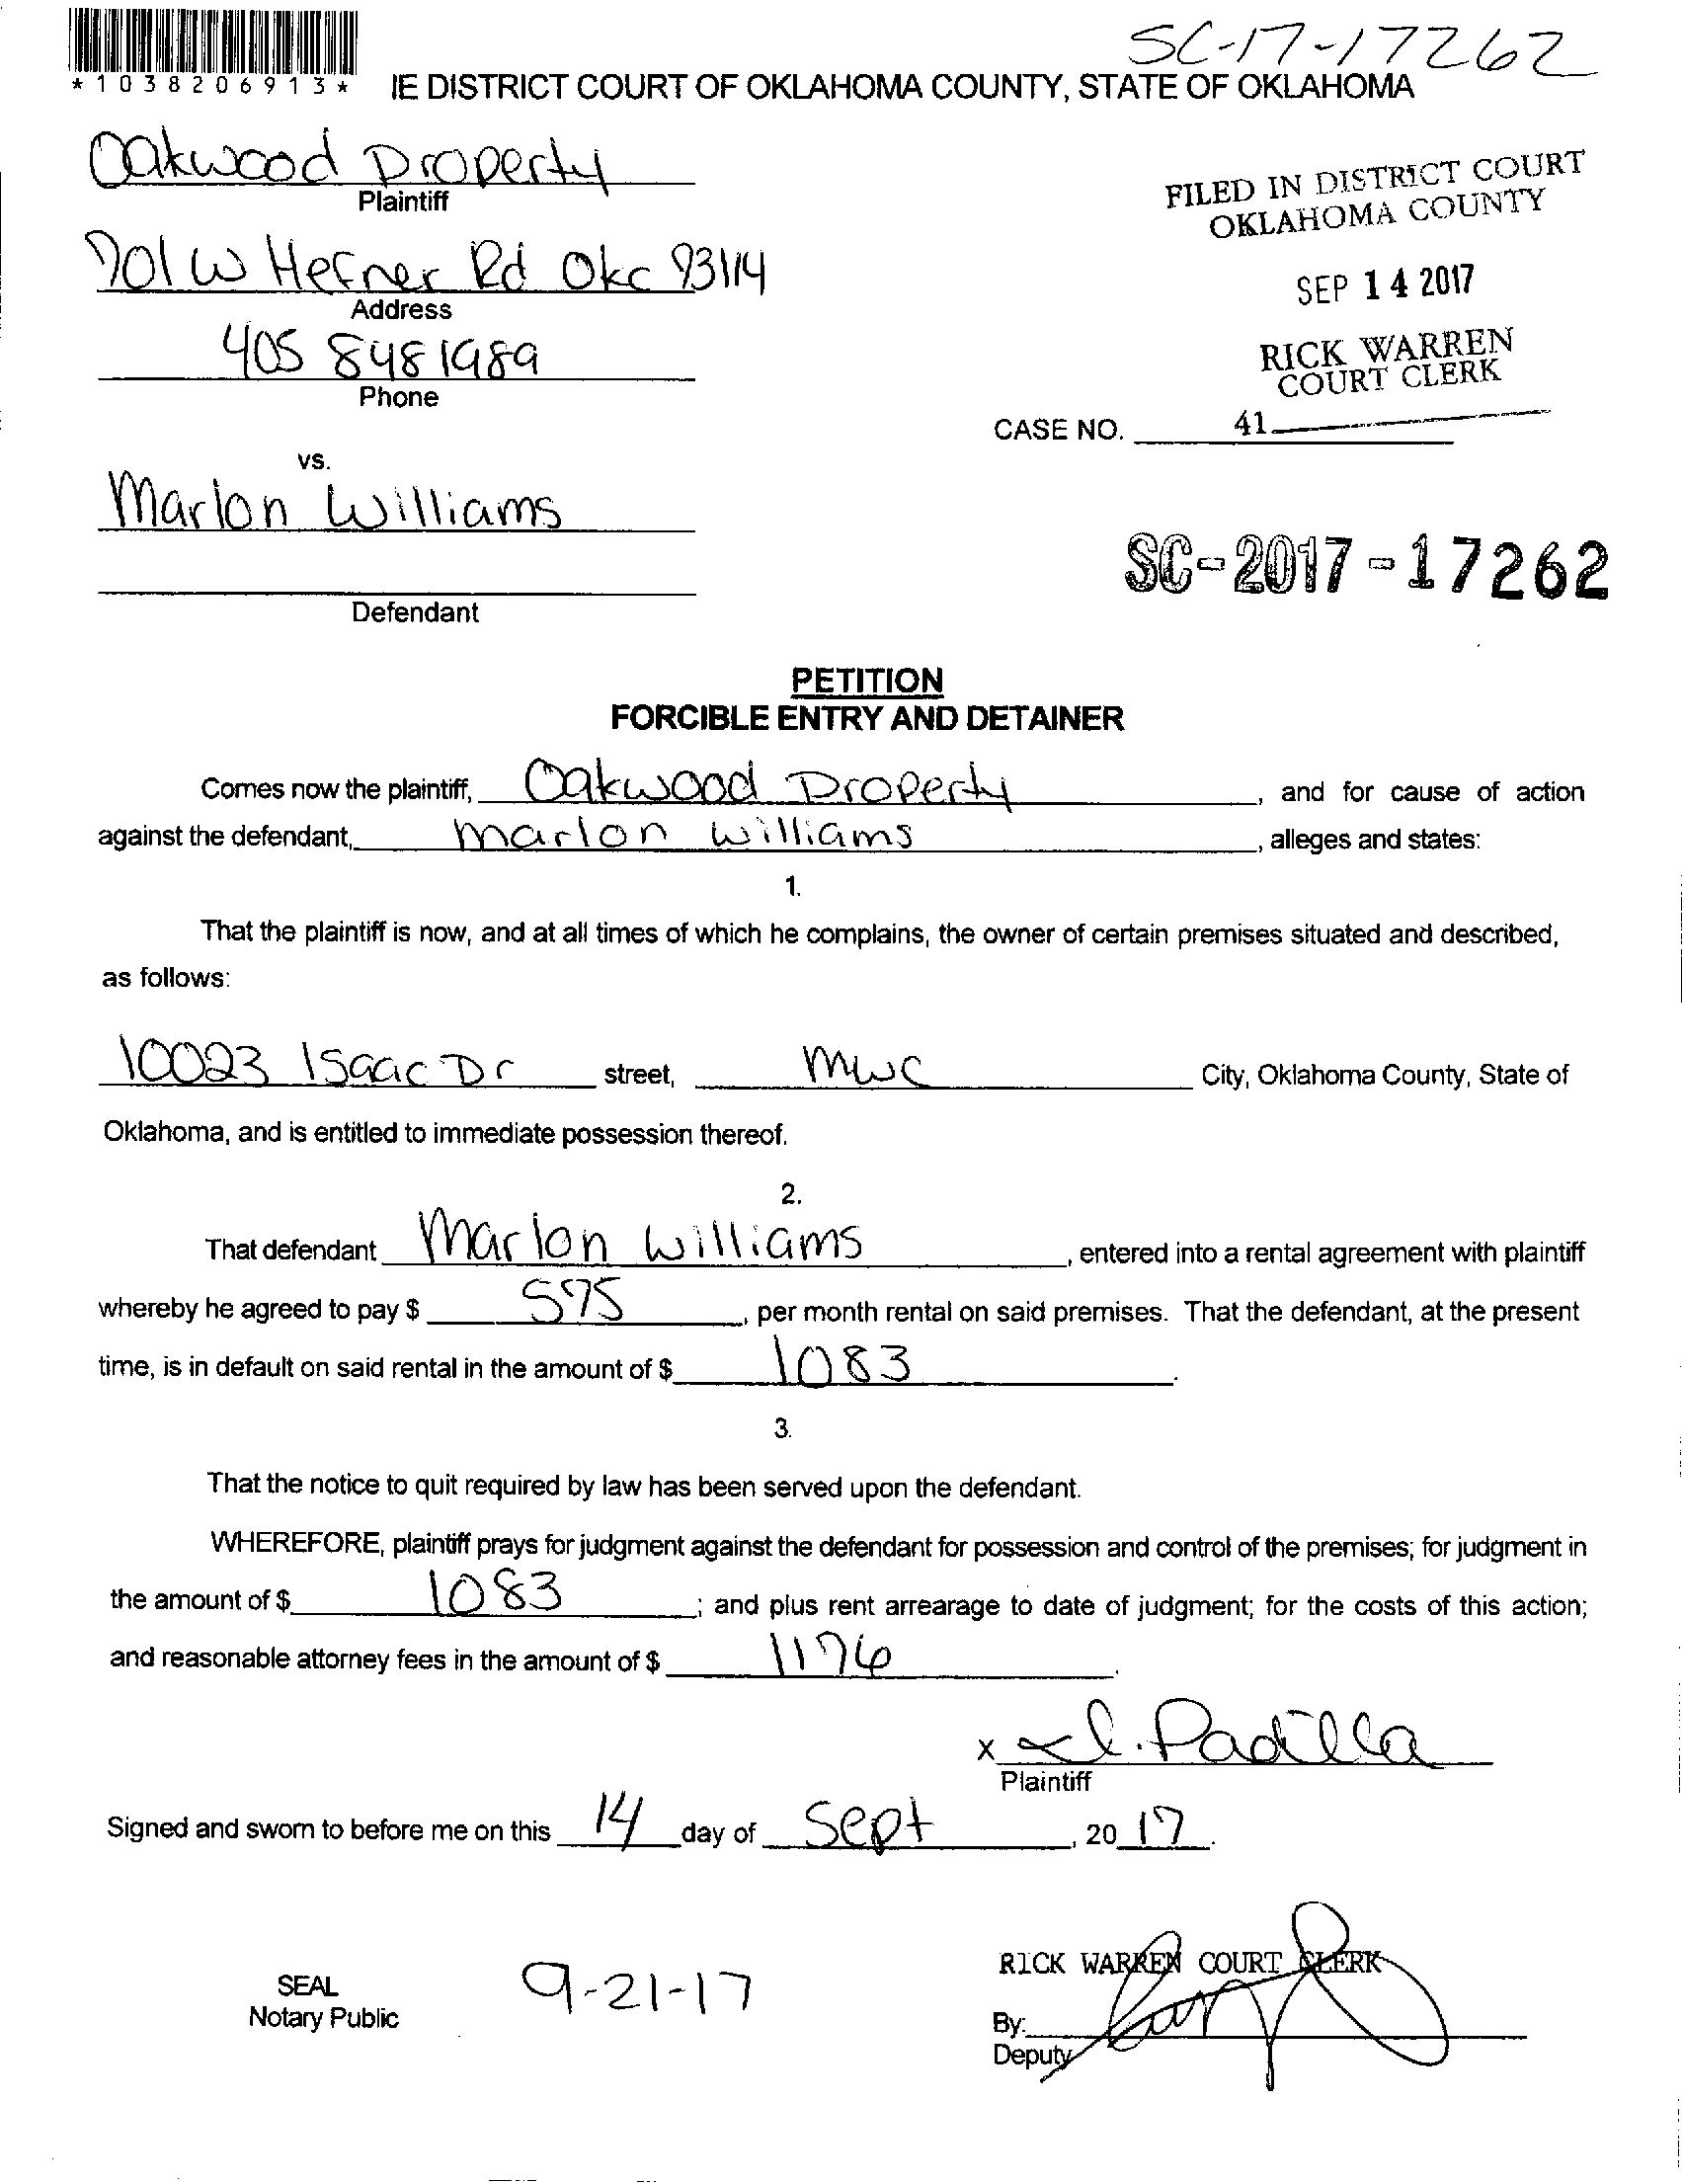 SC-17-17262
*1038206913*
IE DISTRICT COURT OF OKLAHOMA COUNTY, STATE OF OKLAHOMA
Oakwood Property
Plaintiff
FILED IN DISTRICT COURT
OKLAHOMA COUNTY
701 W Hefner Rd Okc 73114
Address
SEP 14 2017
405 848 1989
Phone
RICK WARREN
COURT CLERK
CASE NO. 41
vs.
Marlon Williams
SC-2017-17262
Defendant
PETITION
FORCIBLE ENTRY AND DETAINER
Comes now the plaintiff, Oakwood Property, and for cause of action
against the defendant, Marlon Williams, alleges and states:
1.
That the plaintiff is now, and at all times of which he complains, the owner of certain premises situated and described,
as follows:
10023 Isaac Dr street, MWC City, Oklahoma County, State of
Oklahoma, and is entitled to immediate possession thereof.
2.
That defendant Marlon Williams, entered into a rental agreement with plaintiff
whereby he agreed to pay $ 575, per month rental on said premises. That the defendant, at the present
time, is in default on said rental in the amount of $ 1083.
3.
That the notice to quit required by law has been served upon the defendant.
WHEREFORE, plaintiff prays for judgment against the defendant for possession and control of the premises; for judgment in
the amount of $ 1083; and plus rent arrearage to date of judgment; for the costs of this action;
and reasonable attorney fees in the amount of $ 1176.
x L. Padilla
Plaintiff
Signed and sworn to before me on this 14 day of Sept, 20 17.
RICK WARREN COURT CLERK
SEAL
Notary Public
9-21-17
By:
Deputy